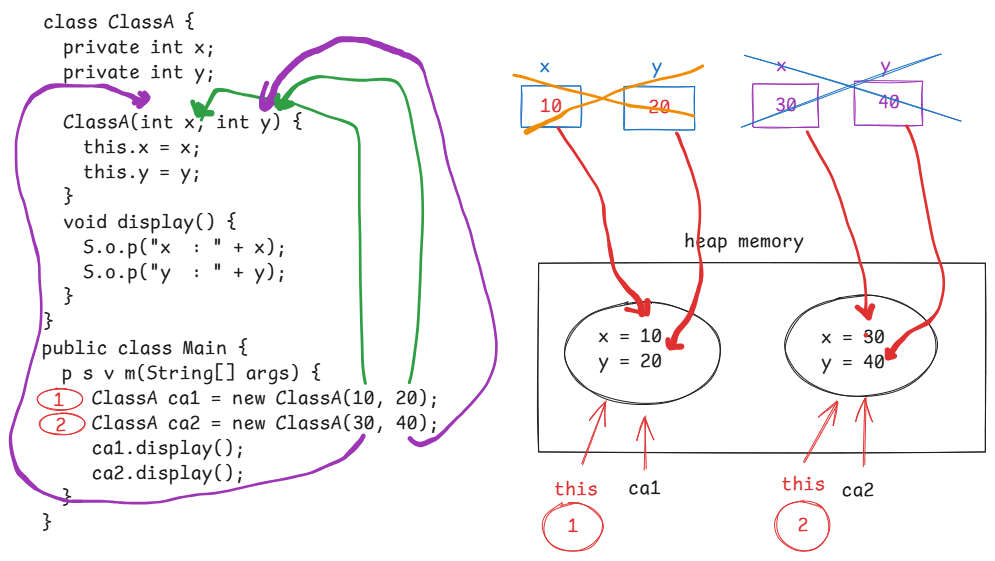 class ClassA {
private int x;
private int y;
ClassA(int x, int y) {
this.x = x;
this.y = y;
}
void display() {
S.o.p("x  : " + x);
S.o.p("y  : " + y);
}
}
public class Main {
p s v m(String[] args) {
1 ClassA ca1 = new ClassA(10, 20);
2 ClassA ca2 = new ClassA(30, 40);
ca1.display();
ca2.display();
}
}
x y
10 20
x y
30 40
heap memory
x = 10
y = 20
x = 30
y = 40
this ca1
1
this ca2
2